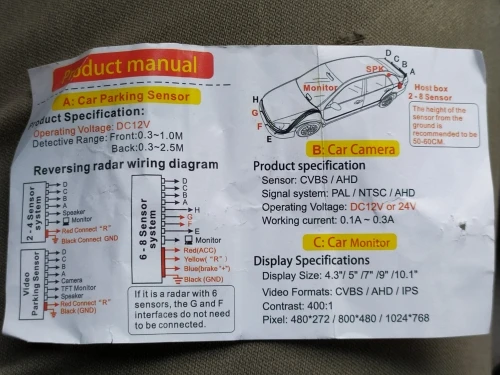 Product manual
A: Car Parking Sensor
Product Specification:
Operating Voltage: DC12V
Detective Range: Front:0.3~1.0M
Back:0.3~2.5M
Reversing radar wiring diagram
2-4 Sensor system
D
C
B
A
Speaker
Monitor
Red Connect "R"
Black Connect GND
Video Parking Sensor
D
C
B
A
Camera
TFT Monitor
Speaker
Red Connect "R"
Black (GND)
6-8 Sensor system
D
C
B
A
H
G
F
E
Monitor
Red(ACC)
Yellow("R")
Blue(brake"+")
Black (GND)
If it is a radar with 6
sensors, the G and F
interfaces do not need
to be connected.
D
C
B
A
SPK
Monitor
H
G
F
E
Host box
2-8 Sensor
The height of the
sensor from the
ground is
recommended to be
50-60CM.
B: Car Camera
Product specification
Sensor: CVBS / AHD
Signal system: PAL / NTSC / AHD
Operating Voltage: DC12V or 24V
Working current: 0.1A ~ 0.3A
C: Car Monitor
Display Specifications
Display Size: 4.3"/ 5" /7" /9" /10.1"
Video Formats: CVBS / AHD / IPS
Contrast: 400:1
Pixel: 480*272 / 800*480 / 1024*768